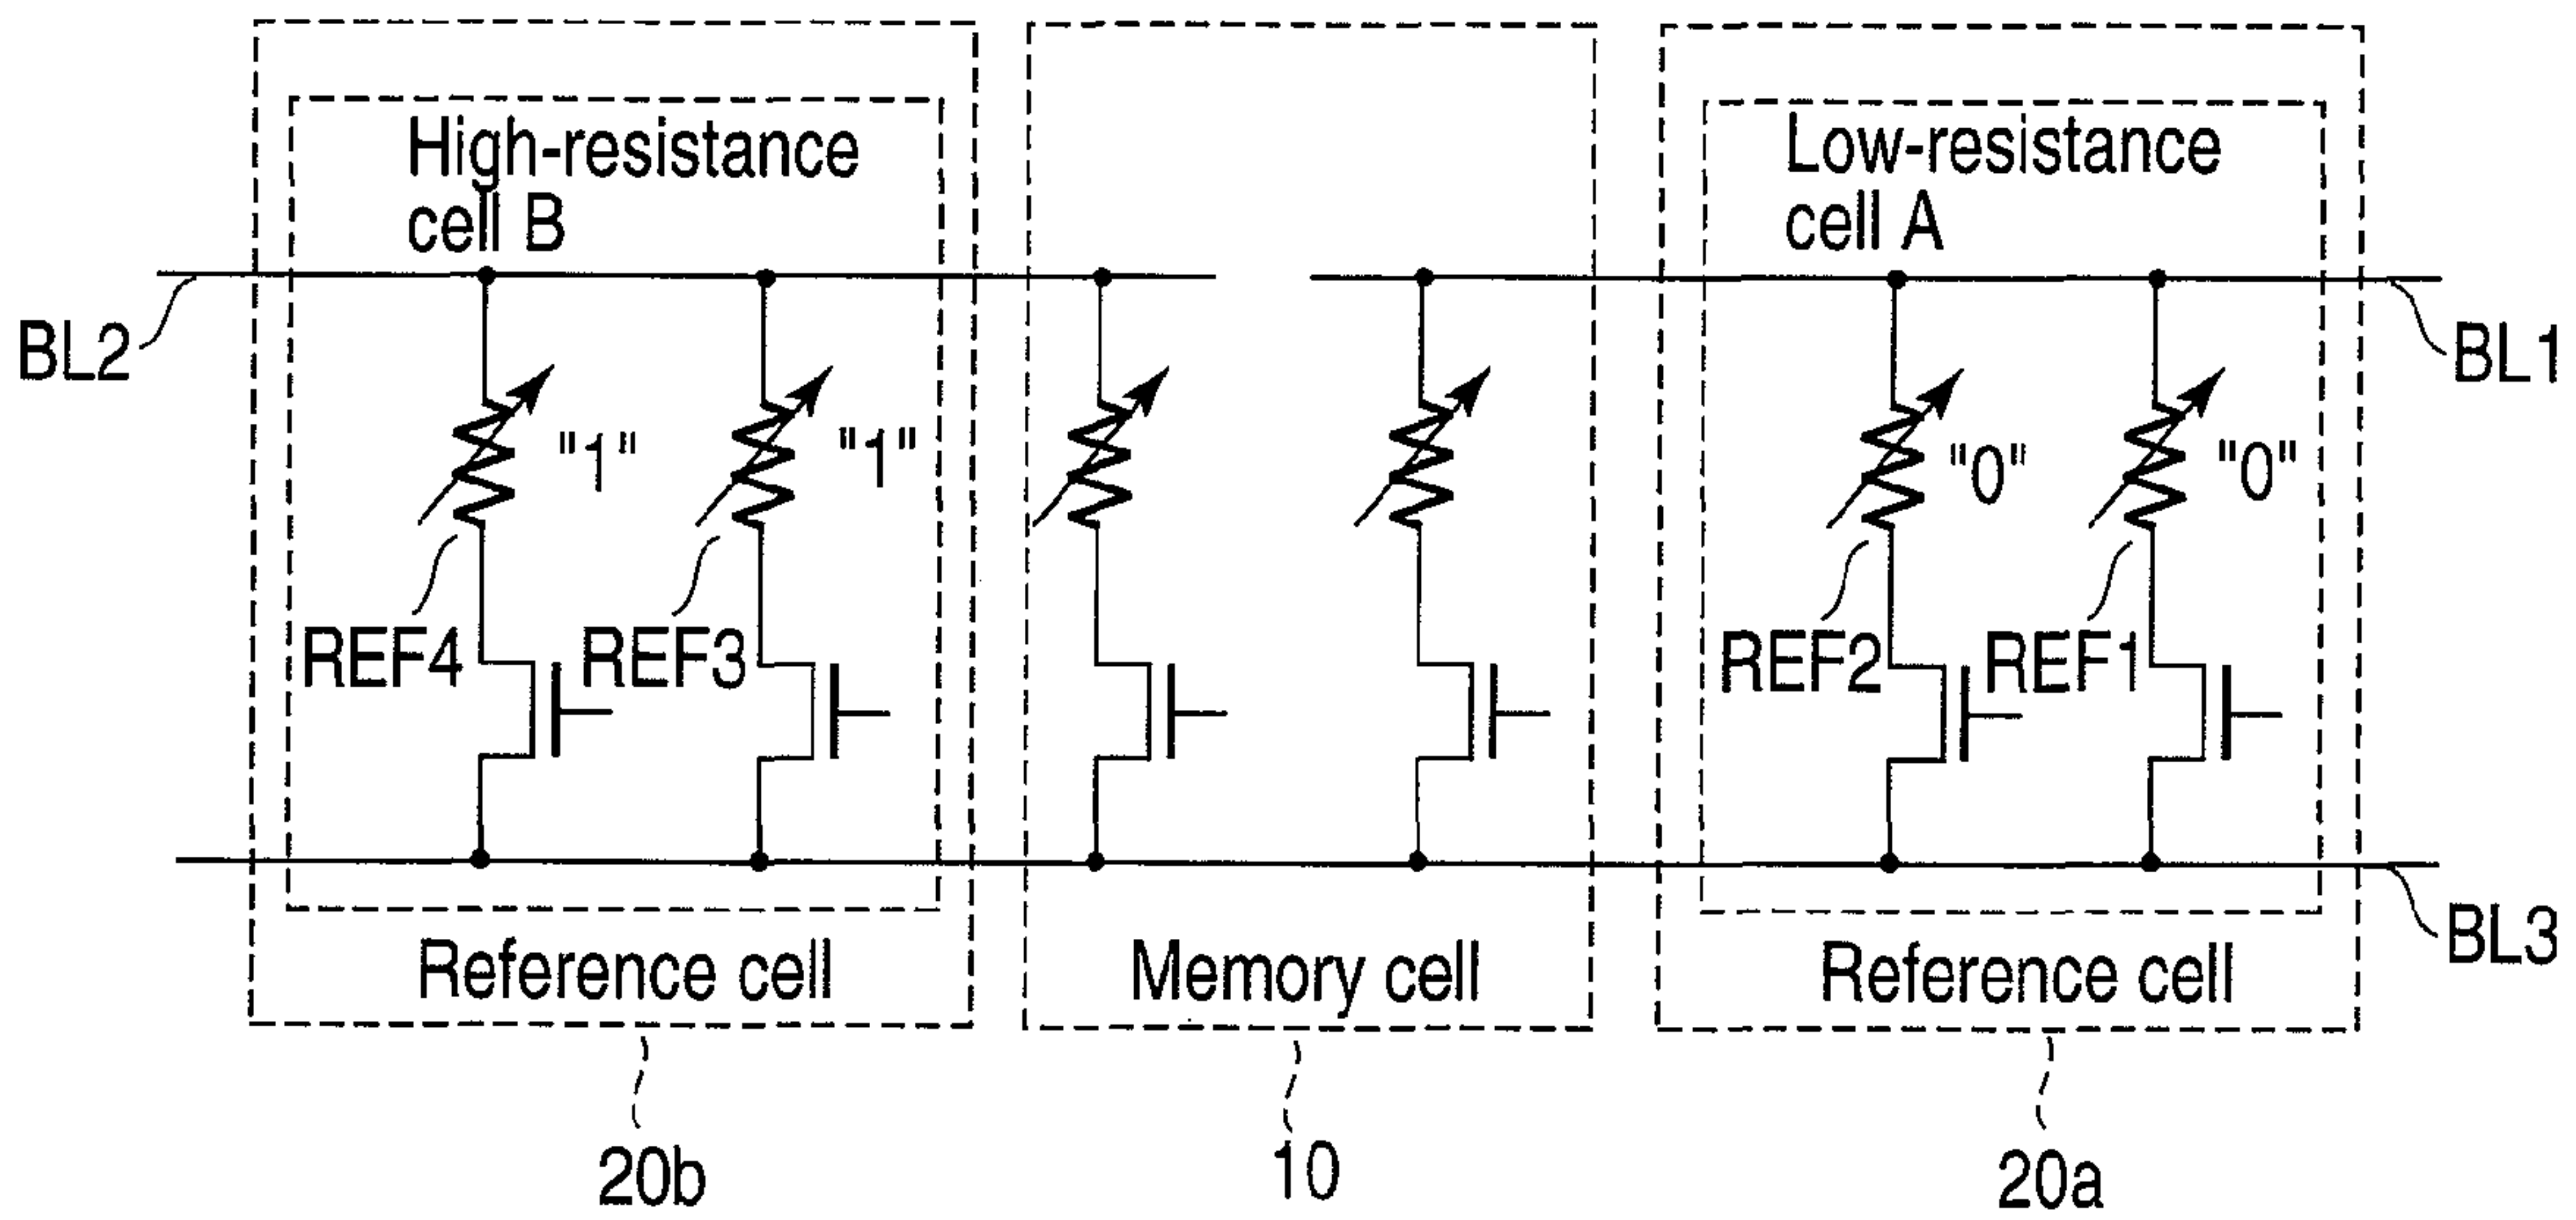 High-resistance
cell B
Low-resistance
cell A
BL2
BL1
"1"
"1"
"0"
"0"
REF4
REF3
REF2
REF1
BL3
Reference cell
Memory cell
Reference cell
20b
10
20a